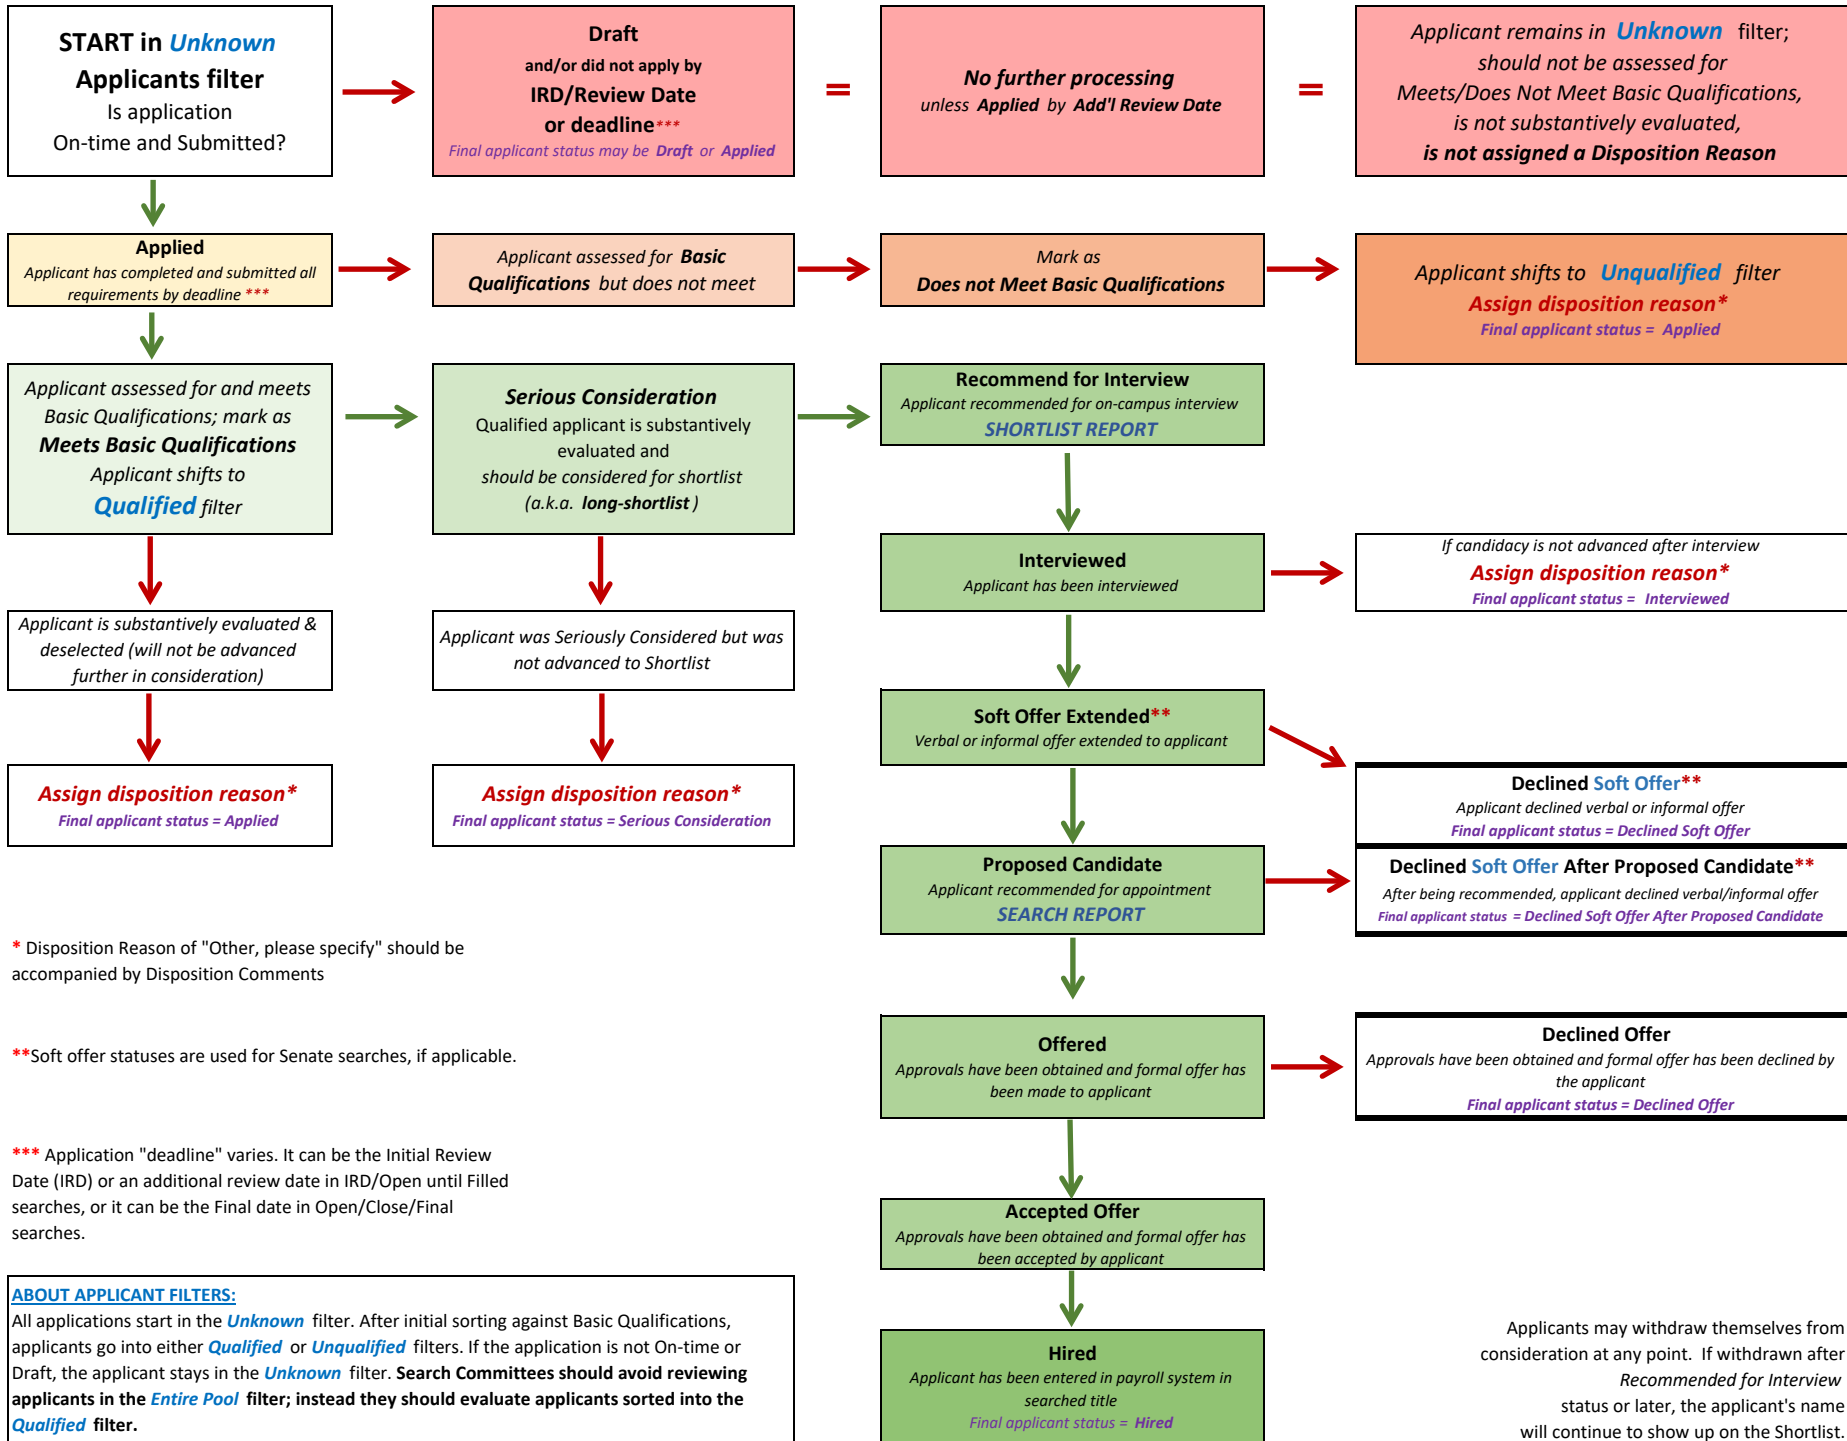 START in Unknown
Applicants filter
Is application
On-time and Submitted?
Draft
and/or did not apply by
IRD/Review Date
or deadline***
Final applicant status may be Draft or Applied
=
No further processing
unless Applied by Add'l Review Date
=
Applicant remains in Unknown filter;
should not be assessed for
Meets/Does Not Meet Basic Qualifications,
is not substantively evaluated,
is not assigned a Disposition Reason
Applied
Applicant has completed and submitted all
requirements by deadline ***
Applicant assessed for Basic
Qualifications but does not meet
Mark as
Does not Meet Basic Qualifications
Applicant shifts to Unqualified filter
Assign disposition reason*
Final applicant status = Applied
Applicant assessed for and meets
Basic Qualifications; mark as
Meets Basic Qualifications
Applicant shifts to
Qualified filter
Serious Consideration
Qualified applicant is substantively
evaluated and
should be considered for shortlist
(a.k.a. long-shortlist )
Recommend for Interview
Applicant recommended for on-campus interview
SHORTLIST REPORT
Interviewed
Applicant has been interviewed
If candidacy is not advanced after interview
Assign disposition reason*
Final applicant status = Interviewed
Applicant is substantively evaluated &
deselected (will not be advanced
further in consideration)
Applicant was Seriously Considered but was
not advanced to Shortlist
Soft Offer Extended**
Verbal or informal offer extended to applicant
Assign disposition reason*
Final applicant status = Applied
Assign disposition reason*
Final applicant status = Serious Consideration
Declined Soft Offer**
Applicant declined verbal or informal offer
Final applicant status = Declined Soft Offer
Proposed Candidate
Applicant recommended for appointment
SEARCH REPORT
Declined Soft Offer After Proposed Candidate**
After being recommended, applicant declined verbal/informal offer
Final applicant status = Declined Soft Offer After Proposed Candidate
* Disposition Reason of "Other, please specify" should be
accompanied by Disposition Comments
**Soft offer statuses are used for Senate searches, if applicable.
Offered
Approvals have been obtained and formal offer has
been made to applicant
Declined Offer
Approvals have been obtained and formal offer has been declined by
the applicant
Final applicant status = Declined Offer
*** Application "deadline" varies. It can be the Initial Review
Date (IRD) or an additional review date in IRD/Open until Filled
searches, or it can be the Final date in Open/Close/Final
searches.
Accepted Offer
Approvals have been obtained and formal offer has
been accepted by applicant
ABOUT APPLICANT FILTERS:
All applications start in the Unknown filter. After initial sorting against Basic Qualifications,
applicants go into either Qualified or Unqualified filters. If the application is not On-time or
Draft, the applicant stays in the Unknown filter. Search Committees should avoid reviewing
applicants in the Entire Pool filter; instead they should evaluate applicants sorted into the
Qualified filter.
Hired
Applicant has been entered in payroll system in
searched title
Final applicant status = Hired
Applicants may withdraw themselves from
consideration at any point. If withdrawn after
Recommended for Interview
status or later, the applicant's name
will continue to show up on the Shortlist.